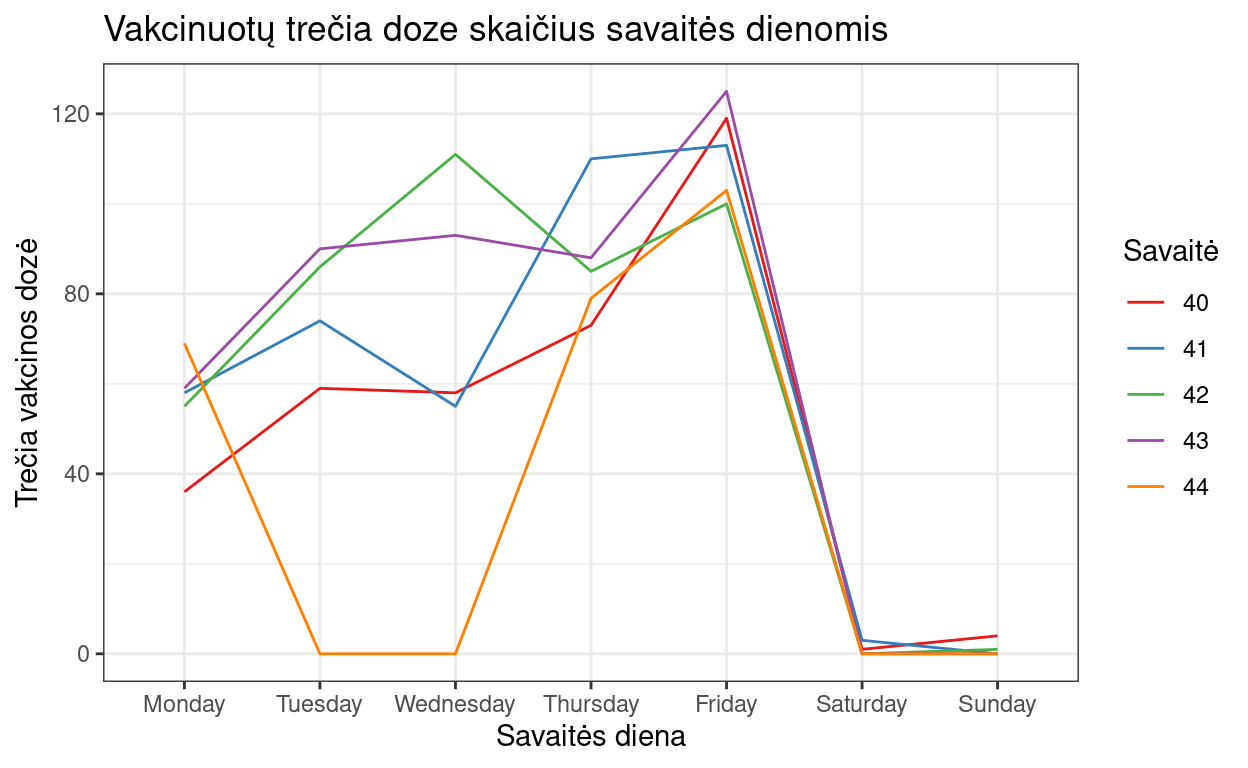 Vakcinuotų trečia doze skaičius savaitės dienomis
Trečia vakcinos dozė
120
80
40
0
Monday Tuesday Wednesday Thursday Friday Saturday Sunday
Savaitės diena
Savaitė
40
41
42
43
44